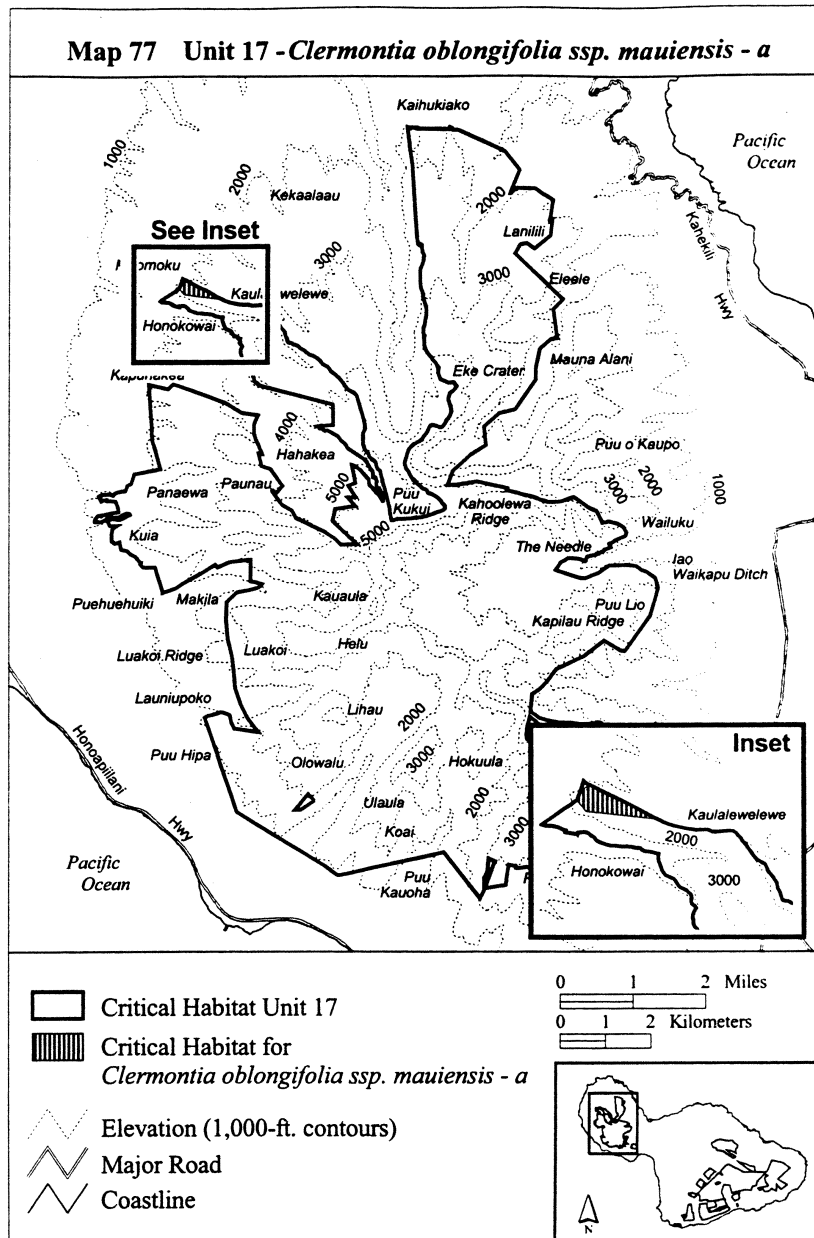 Map 77 Unit 17 - Clermontia oblongifolia ssp. mauiensis - a
Kaihukiako
Pacific
Ocean
1000
2000
Kekaalaau
2000
Kahekili
Hwy
Lanilili
See Inset
3000
3000
Eleele
Honokowai
Eke Crater
Mauna Alani
4000
Hahakea
Puu o Kaupo
3000
2000
1000
Panaewa
Paunau
5000
Puu
Kukui
Kahoolewa
Ridge
Wailuku
5000
Kuia
The Needle
Iao
Waikapu Ditch
Puehuehuiki
Makila
Kauaula
Puu Lio
Kapilau Ridge
Luakoi Ridge
Luakoi
Helu
Launiupoko
Lihau
2000
Honoapiilani
Hwy
Puu Hipa
Olowalu
3000
Hokuula
Ulaula
2000
Koai
3000
Puu
Kauoha
Pacific
Ocean
Inset
Kaulalewelewe
2000
Honokowai
3000
Critical Habitat Unit 17
Critical Habitat for
Clermontia oblongifolia ssp. mauiensis - a
Elevation (1,000-ft. contours)
Major Road
Coastline
0 1 2 Miles
0 1 2 Kilometers
N